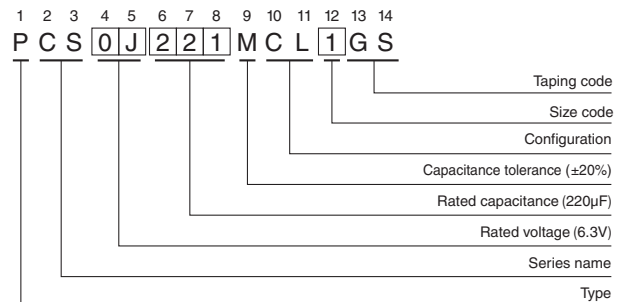 1 2 3 4 5 6 7 8 9 10 11 12 13 14
P C S 0 J 2 2 1 M C L 1 G S
Taping code
Size code
Configuration
Capacitance tolerance (±20%)
Rated capacitance (220µF)
Rated voltage (6.3V)
Series name
Type